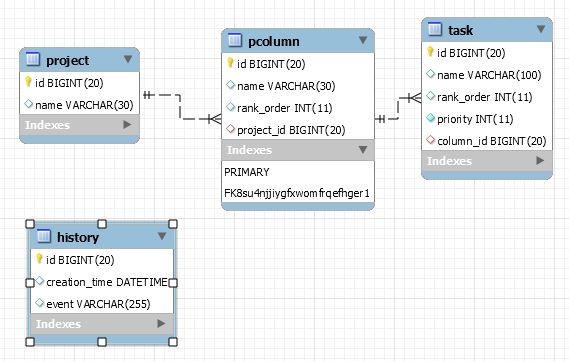 project
id BIGINT(20)
name VARCHAR(30)
Indexes
pcolumn
id BIGINT(20)
name VARCHAR(30)
rank_order INT(11)
project_id BIGINT(20)
Indexes
PRIMARY
FK8su4njjiygfxwomfrqefhger1
task
id BIGINT(20)
name VARCHAR(100)
rank_order INT(11)
priority INT(11)
column_id BIGINT(20)
Indexes
history
id BIGINT(20)
creation_time DATETIME
event VARCHAR(255)
Indexes